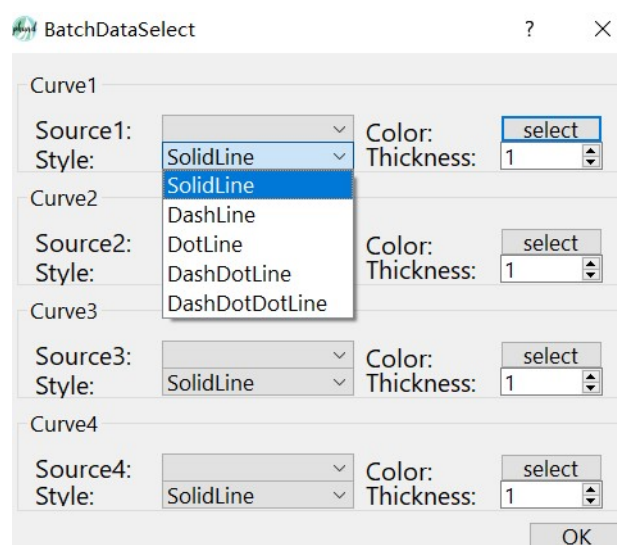 BatchDataSelect ?
Curve1
Source1: Color: select
Style: SolidLine Thickness: 1
SolidLine
Curve2
DashLine
Source2: DotLine Color: select
Style: DashDotLine Thickness: 1
DashDotDotLine
Curve3
Source3: Color: select
Style: SolidLine Thickness: 1
Curve4
Source4: Color: select
Style: SolidLine Thickness: 1
OK